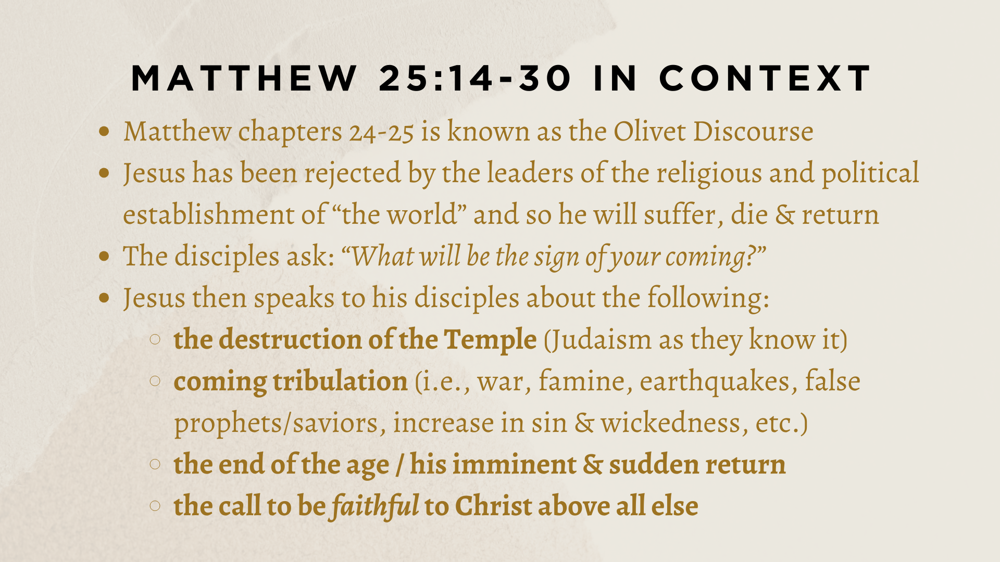 MATTHEW 25:14-30 IN CONTEXT
• Matthew chapters 24-25 is known as the Olivet Discourse
• Jesus has been rejected by the leaders of the religious and political
establishment of “the world” and so he will suffer, die & return
• The disciples ask: “What will be the sign of your coming?”
• Jesus then speaks to his disciples about the following:
○ the destruction of the Temple (Judaism as they know it)
○ coming tribulation (i.e., war, famine, earthquakes, false
prophets/saviors, increase in sin & wickedness, etc.)
○ the end of the age / his imminent & sudden return
○ the call to be faithful to Christ above all else